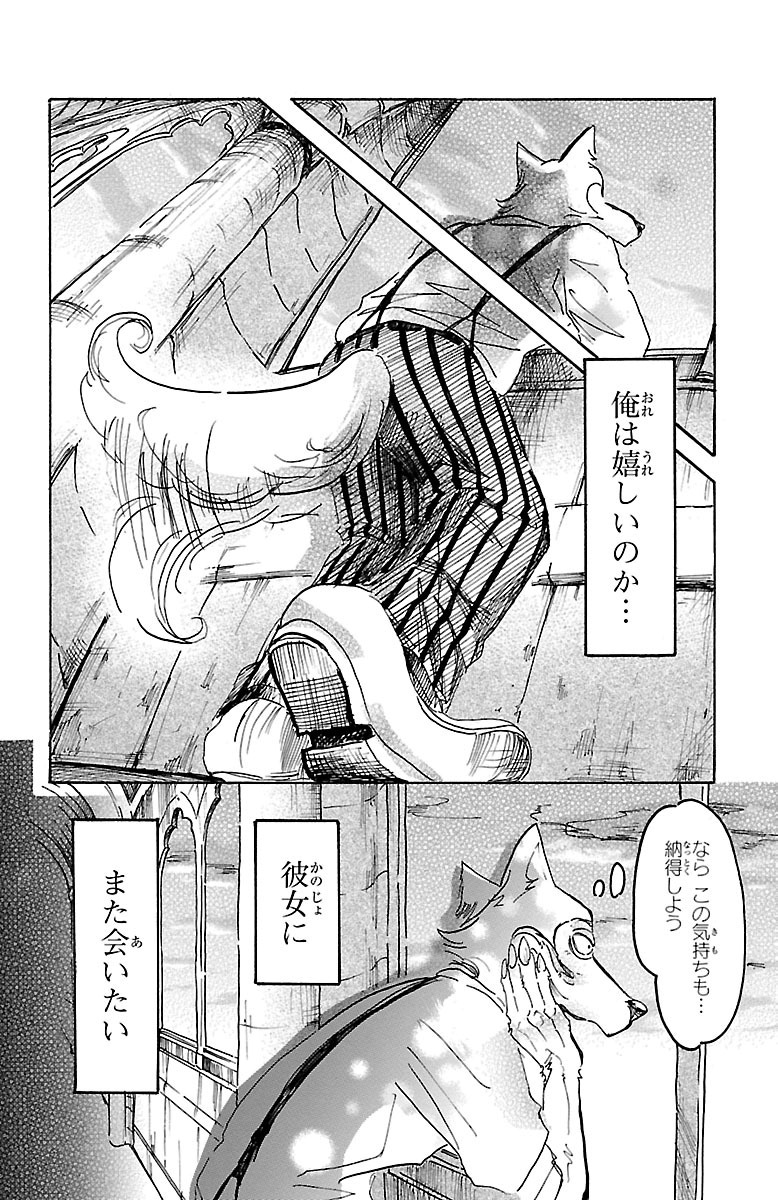 俺は嬉しいのか…
なら この気持ちも…
納得しよう
彼女に
また会いたい